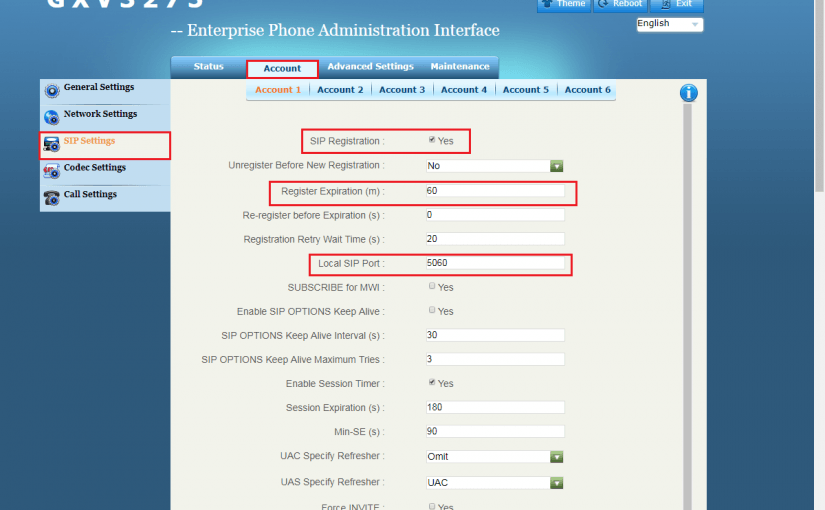 GXV3275
Theme Reboot Exit
-- Enterprise Phone Administration Interface
English
Status Account Advanced Settings Maintenance
General Settings
Account 1 Account 2 Account 3 Account 4 Account 5 Account 6
Network Settings
SIP Settings
SIP Registration : Yes
Codec Settings
Unregister Before New Registration : No
Call Settings
Register Expiration (m) : 60
Re-register before Expiration (s) : 0
Registration Retry Wait Time (s) : 20
Local SIP Port : 5060
SUBSCRIBE for MWI : Yes
Enable SIP OPTIONS Keep Alive : Yes
SIP OPTIONS Keep Alive Interval (s) : 30
SIP OPTIONS Keep Alive Maximum Tries : 3
Enable Session Timer : Yes
Session Expiration (s) : 180
Min-SE (s) : 90
UAC Specify Refresher : Omit
UAS Specify Refresher : UAC
Force INVITE : Yes